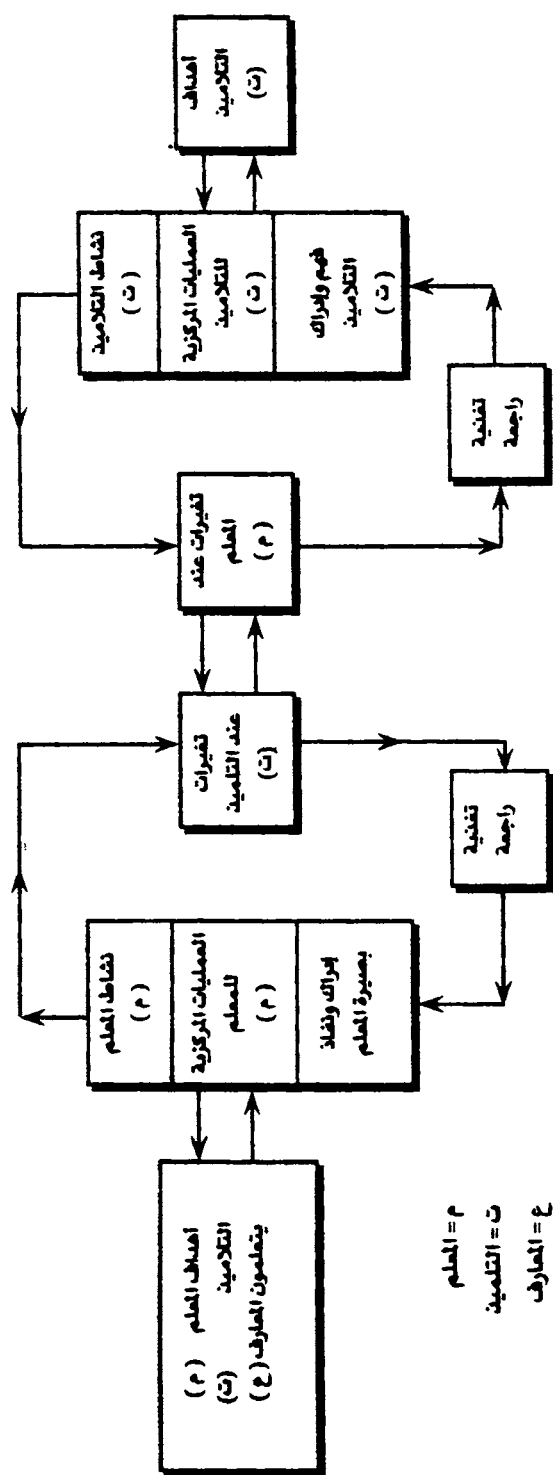 أهداف
التلاميذ
(ت)
نشاط التلاميذ
(ت)
العمليات المركزية
للتلاميذ
(ت)
فهم وإدراك
التلاميذ
(ت)
تغذية
راجعة
تغيرات عند
المعلم
(م)
تغيرات
عند التلميذ
(ت)
تغذية
راجعة
نشاط المعلم
(م)
العمليات المركزية
للمعلم
(م)
إدراك ونفاذ
بصيرة المعلم
أهداف المعلم (م)
التلاميذ (ت)
يتعلمون المعارف (ع)
م = المعلم
ت = التلميذ
ع = المعارف